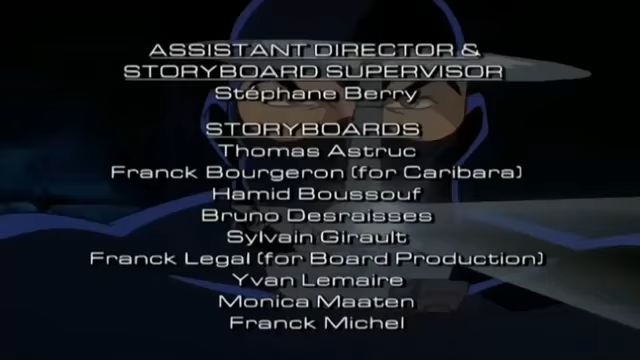 ASSISTANT DIRECTOR &
STORYBOARD SUPERVISOR
Stéphane Berry
STORYBOARDS
Thomas Astruc
Franck Bourgeron (for Caribara)
Hamid Boussouf
Bruno Desraisses
Sylvain Girault
Franck Legal (for Board Production)
Yvan Lemaire
Monica Maaten
Franck Michel